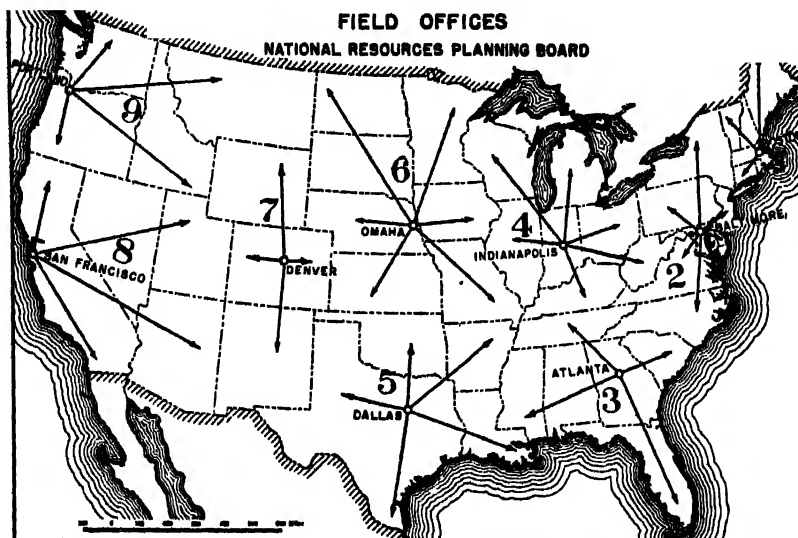 FIELD OFFICES
NATIONAL RESOURCES PLANNING BOARD
PORTLAND
9
6
7
OMAHA
4
INDIANAPOLIS
BALTIMORE,
8
SAN FRANCISCO
DENVER
2
5
DALLAS
ATLANTA
3